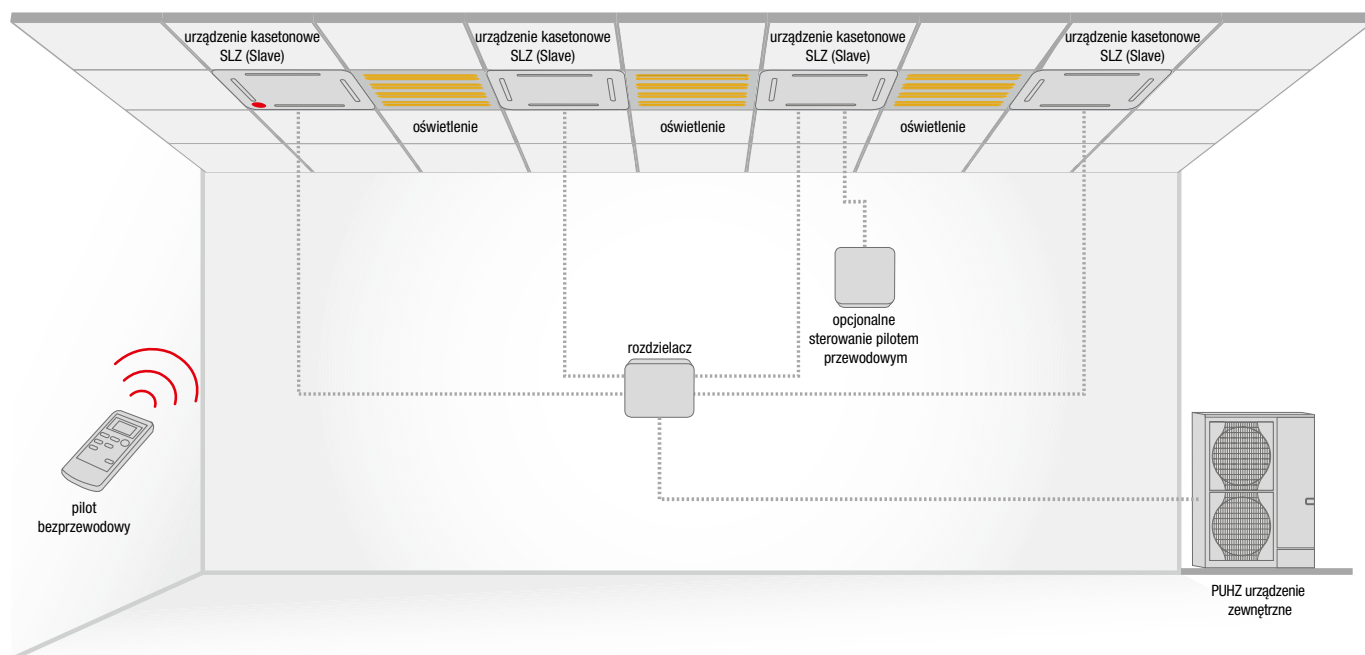 urządzenie kasetonowe
SLZ (Slave)
urządzenie kasetonowe
SLZ (Slave)
urządzenie kasetonowe
SLZ (Slave)
urządzenie kasetonowe
SLZ (Slave)
oświetlenie
oświetlenie
oświetlenie
opcjonalne
sterowanie pilotem
przewodowym
rozdzielacz
pilot
bezprzewodowy
PUHZ urządzenie
zewnętrzne